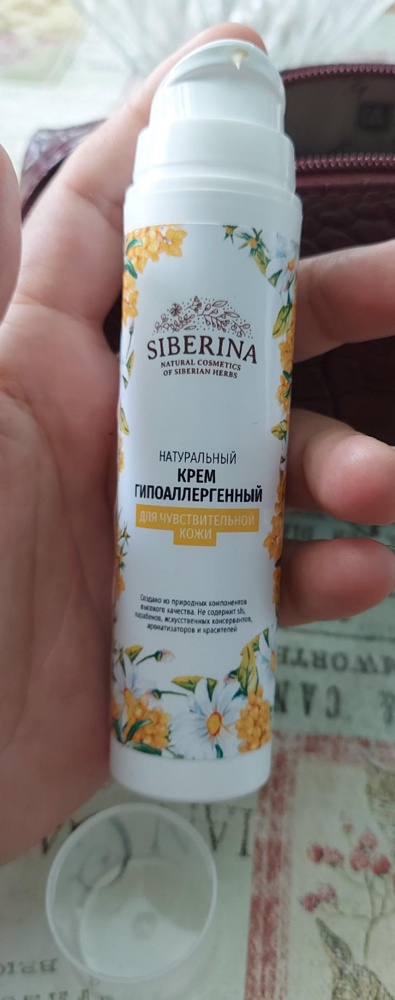 SIBERINA
NATURAL COSMETICS
OF SIBERIAN HERBS
НАТУРАЛЬНЫЙ
КРЕМ
ГИПОАЛЛЕРГЕННЫЙ
ДЛЯ ЧУВСТВИТЕЛЬНОЙ
КОЖИ
Создано из природных компонентов
высокого качества. Не содержит sls,
парабенов, искусственных консервантов,
ароматизаторов и красителей